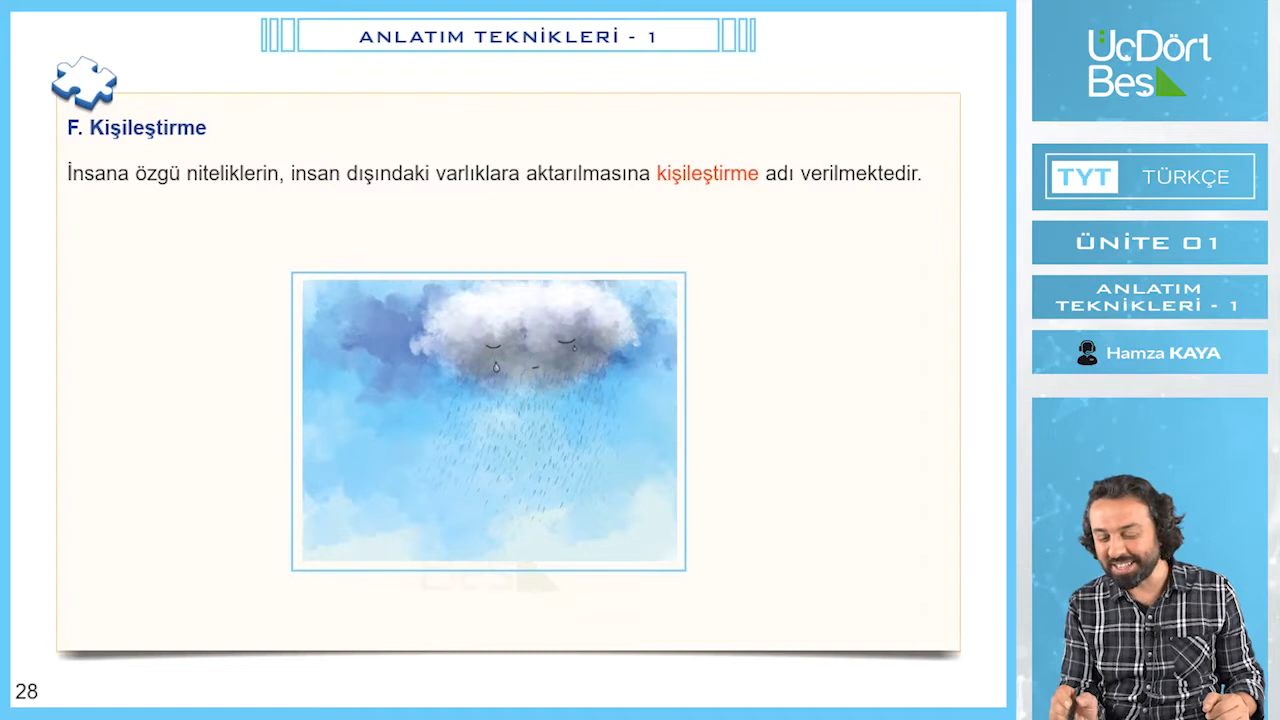 ANLATIM TEKNİKLERİ - 1
F. Kişileştirme
İnsana özgü niteliklerin, insan dışındaki varlıklara aktarılmasına kişileştirme adı verilmektedir.
28
ÜçDört
Beş
TYT TÜRKÇE
ÜNİTE 01
ANLATIM
TEKNİKLERİ - 1
Hamza KAYA